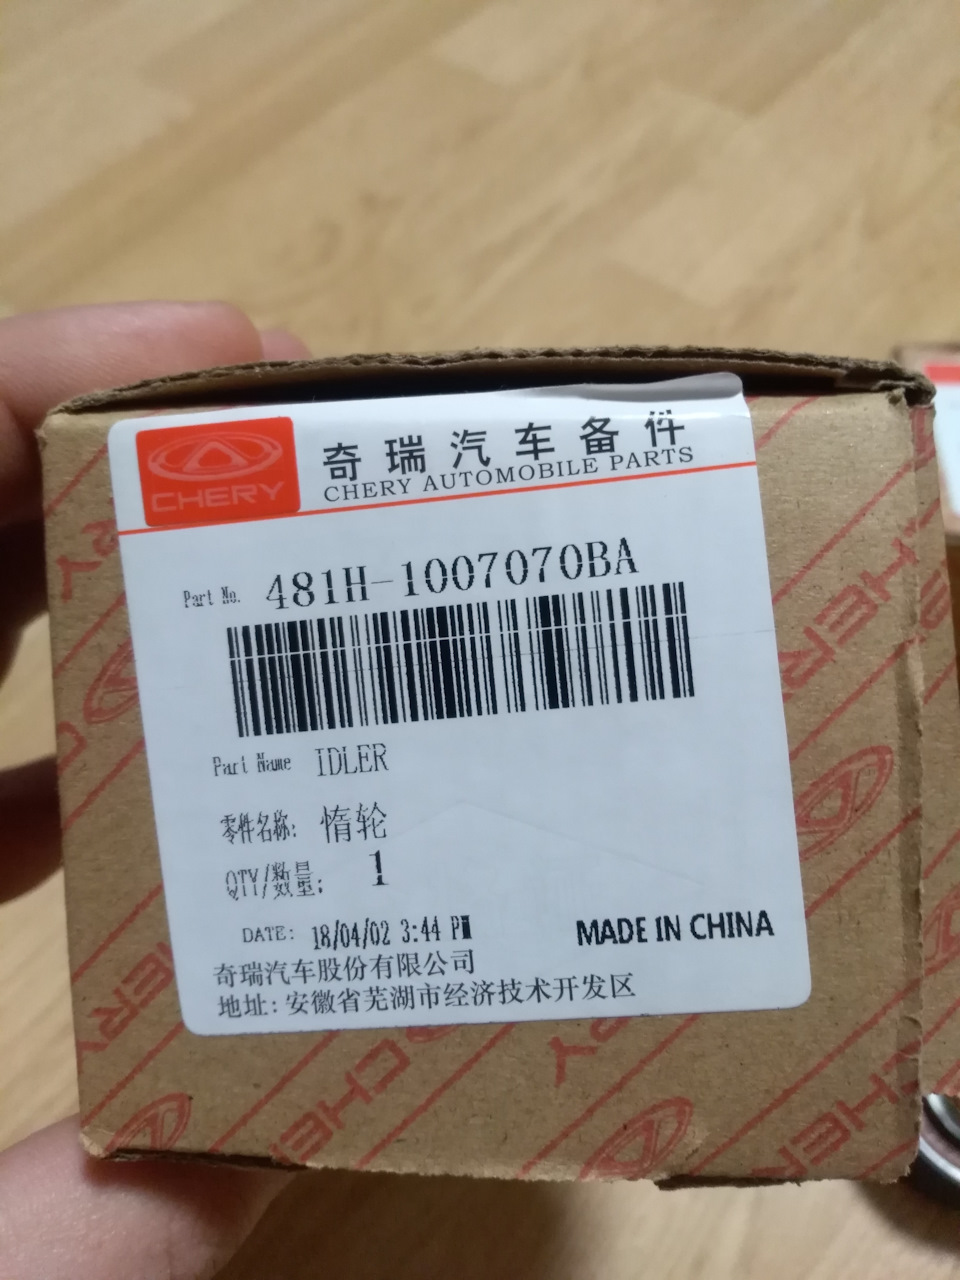 CHERY
奇瑞汽车备件
CHERY AUTOMOBILE PARTS
Part No. 481H-1007070BA
Part Name IDLER
零件名称: 惰轮
QTY/数量: 1
DATE: 18/04/02 3:44 PM
MADE IN CHINA
奇瑞汽车股份有限公司
地址: 安徽省芜湖市经济技术开发区
CHERY
CHERY
CHERY